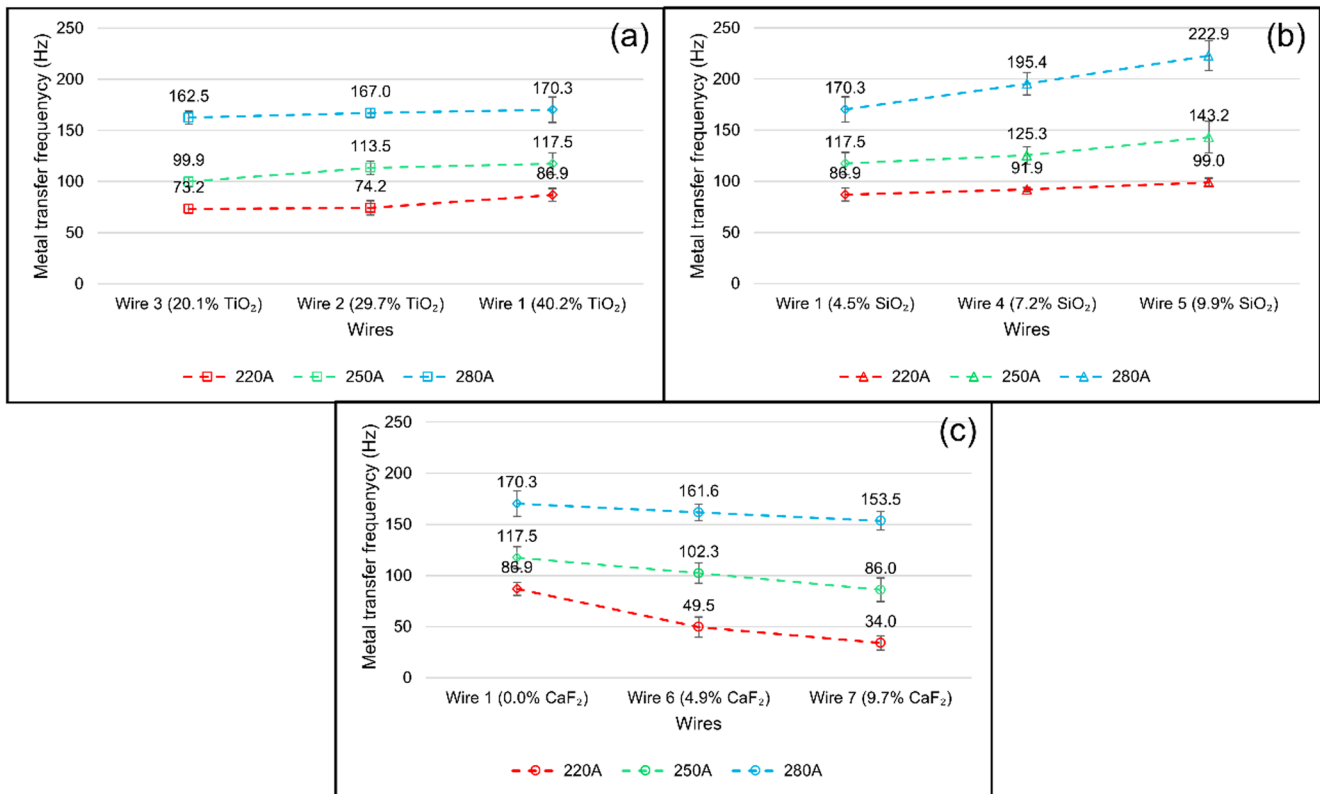 (a)
Metal transfer frequenycy (Hz)
250
200
150
100
50
0
162.5 167.0 170.3
99.9 113.5 117.5
73.2 74.2 86.9
Wire 3 (20.1% TiO₂) Wire 2 (29.7% TiO₂) Wire 1 (40.2% TiO₂)
Wires
220A 250A 280A
(b)
Metal transfer frequenycy (Hz)
250
200
150
100
50
0
170.3 195.4 222.9
117.5 125.3 143.2
86.9 91.9 99.0
Wire 1 (4.5% SiO₂) Wire 4 (7.2% SiO₂) Wire 5 (9.9% SiO₂)
Wires
220A 250A 280A
(c)
Metal transfer frequenycy (Hz)
250
200
150
100
50
0
170.3 161.6 153.5
117.5 102.3 86.0
86.9 49.5 34.0
Wire 1 (0.0% CaF₂) Wire 6 (4.9% CaF₂) Wire 7 (9.7% CaF₂)
Wires
220A 250A 280A